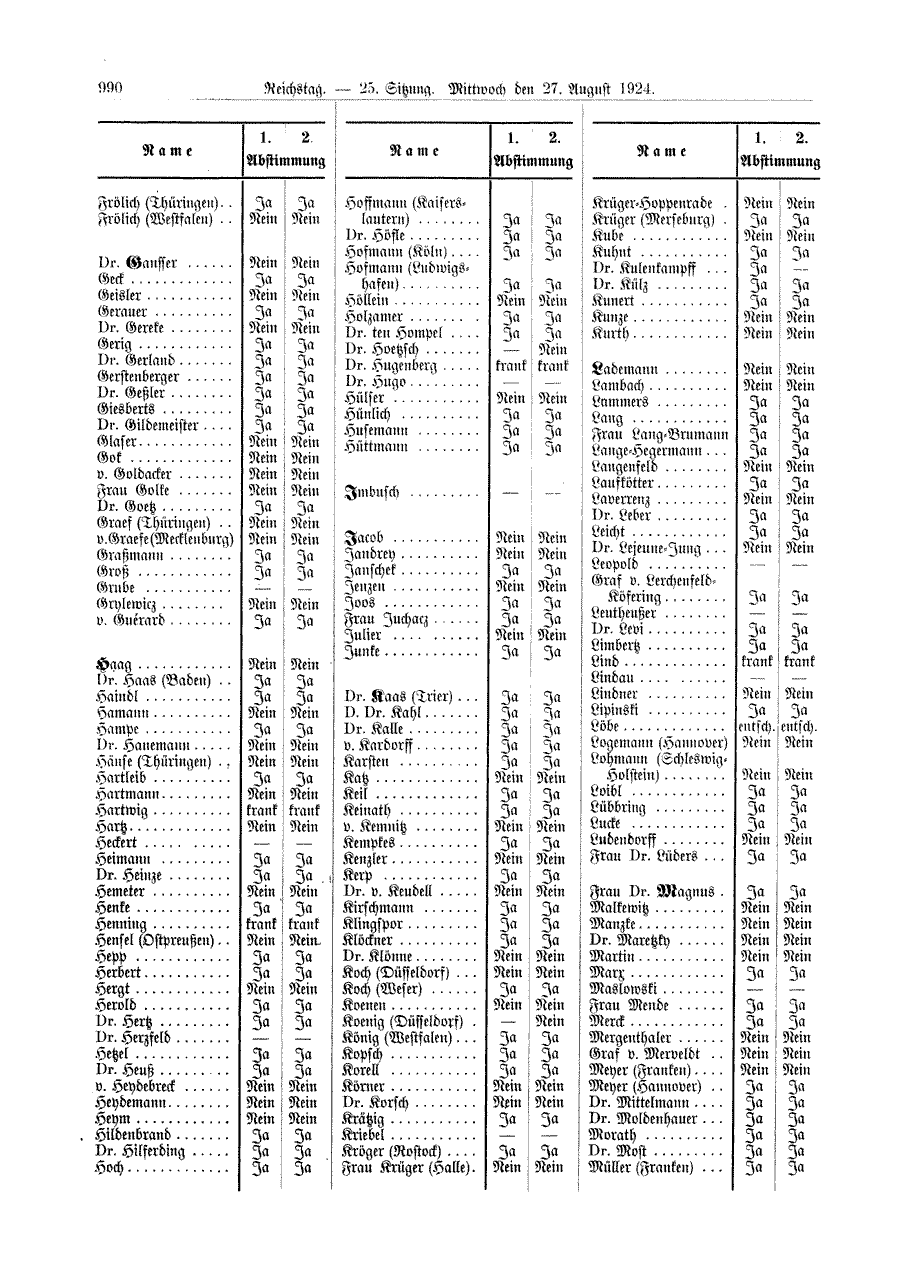 990 Reichstag. — 25. Sitzung. Mittwoch den 27. August 1924.
Name 1. 2.
Abstimmung
Frölich (Thüringen). . Ja Ja
Frölich (Westfalen) . . Nein Nein
Dr. Gansser . . . . . . Nein Nein
Geck . . . . . . . . . . . . Ja Ja
Geisler . . . . . . . . . . . Nein Nein
Gerauer . . . . . . . . . . Ja Ja
Dr. Gereke . . . . . . . . Nein Nein
Gerig . . . . . . . . . . . . Ja Ja
Dr. Gerland . . . . . . . Ja Ja
Gerstenberger . . . . . . Ja Ja
Dr. Geßler . . . . . . . . Ja Ja
Giesberts . . . . . . . . . Ja Ja
Dr. Gildemeister . . . . Ja Ja
Glaser . . . . . . . . . . . . Nein Nein
Gok . . . . . . . . . . . . . Nein Nein
v. Goldacker . . . . . . . Nein Nein
Frau Golke . . . . . . . Nein Nein
Dr. Goetz . . . . . . . . . Ja Ja
Graef (Thüringen) . . Nein Nein
v.Graefe(Mecklenburg) Nein Nein
Graßmann . . . . . . . . Ja Ja
Groß . . . . . . . . . . . . Ja Ja
Grube . . . . . . . . . . . — —
Grylewicz . . . . . . . . Nein Nein
v. Guérard . . . . . . . . Ja Ja
Haag . . . . . . . . . . . . Nein Nein
Dr. Haas (Baden) . . Ja Ja
Haindl . . . . . . . . . . . Ja Ja
Hamann . . . . . . . . . . Nein Nein
Hampe . . . . . . . . . . . Ja Ja
Dr. Hanemann . . . . . Nein Nein
Hänse (Thüringen) . . Nein Nein
Hartleib . . . . . . . . . . Ja Ja
Hartmann . . . . . . . . . Nein Nein
Hartwig . . . . . . . . . . krank krank
Hartz . . . . . . . . . . . . Nein Nein
Heckert . . . . . . . . . . — —
Heimann . . . . . . . . . Ja Ja
Dr. Heinze . . . . . . . . Ja Ja
Hemeter . . . . . . . . . . Nein Nein
Henke . . . . . . . . . . . Ja Ja
Henning . . . . . . . . . . krank krank
Hensel (Ostpreußen) . . Nein Nein.
Hepp . . . . . . . . . . . . Ja Ja
Herbert . . . . . . . . . . . Ja Ja
Hergt . . . . . . . . . . . . Nein Nein
Herold . . . . . . . . . . . Ja Ja
Dr. Hertz . . . . . . . . . Ja Ja
Dr. Herzfeld . . . . . . . — —
Hetzel . . . . . . . . . . . Ja Ja
Dr. Heuß . . . . . . . . . Ja Ja
v. Heydebreck . . . . . . Nein Nein
Heydemann . . . . . . . . Nein Nein
Heym . . . . . . . . . . . Nein Nein
Hildenbrand . . . . . . . Ja Ja
Dr. Hilferding . . . . . Ja Ja
Hoch . . . . . . . . . . . . . Ja Ja
Name 1. 2.
Abstimmung
Hoffmann (Kaisers-
lautern) . . . . . . . . Ja Ja
Dr. Höfle . . . . . . . . . Ja Ja
Hofmann (Köln) . . . . Ja Ja
Hofmann (Ludwigs-
hafen) . . . . . . . . . . Ja Ja
Höllein . . . . . . . . . . . Nein Nein
Holzamer . . . . . . . . Ja Ja
Dr. ten Hompel . . . . Ja Ja
Dr. Hoetzsch . . . . . . . — Nein
Dr. Hugenberg . . . . . krank krank
Dr. Hugo . . . . . . . . . — —
Hülser . . . . . . . . . . . Nein Nein
Hünlich . . . . . . . . . . Ja Ja
Husemann . . . . . . . . Ja Ja
Hüttmann . . . . . . . . Ja Ja
Imbusch . . . . . . . . . — —
Jacob . . . . . . . . . . . Nein Nein
Jandrey . . . . . . . . . . Nein Nein
Janschek . . . . . . . . . . Ja Ja
Jenzen . . . . . . . . . . . Nein Nein
Joos . . . . . . . . . . . . Ja Ja
Frau Juchacz . . . . . . Ja Ja
Julier . . . . . . . . . . Nein Nein
Junke . . . . . . . . . . . . Ja Ja
Dr. Kaas (Trier) . . . Ja Ja
D. Dr. Kahl . . . . . . . Ja Ja
Dr. Kalle . . . . . . . . . Ja Ja
v. Kardorff . . . . . . . . Ja Ja
Karsten . . . . . . . . . . Ja Ja
Katz . . . . . . . . . . . . Nein Nein
Keil . . . . . . . . . . . . Ja Ja
Keinath . . . . . . . . . . Ja Ja
v. Kemnitz . . . . . . . . Nein Nein
Kempkes . . . . . . . . . . Ja Ja
Kenzler . . . . . . . . . . . Nein Nein
Kerp . . . . . . . . . . . . Ja Ja
Dr. v. Keudell . . . . . Nein Nein
Kirschmann . . . . . . . Ja Ja
Klingspor . . . . . . . . . . Ja Ja
Klöckner . . . . . . . . . . Ja Ja
Dr. Klönne . . . . . . . . Nein Nein
Koch (Düsseldorf) . . . Nein Nein
Koch (Weser) . . . . . . Ja Ja
Koenen . . . . . . . . . . . Nein Nein
Koenig (Düsseldorf) . — Nein
König (Westfalen) . . . Ja Ja
Kopsch . . . . . . . . . . . Ja Ja
Korell . . . . . . . . . . . Ja Ja
Körner . . . . . . . . . . . Nein Nein
Dr. Korsch . . . . . . . . . Nein Nein
Krätzig . . . . . . . . . . . Ja Ja
Kriebel . . . . . . . . . . . — —
Kröger (Rostock) . . . . Ja Ja
Frau Krüger (Halle). Nein Nein
Name 1. 2.
Abstimmung
Krüger-Hoppenrade . Nein Nein
Krüger (Merseburg) . Ja Ja
Kube . . . . . . . . . . . . Nein Nein
Kuhnt . . . . . . . . . . . Ja Ja
Dr. Kulenkampff . . . Ja —
Dr. Külz . . . . . . . . . Ja Ja
Kunert . . . . . . . . . . . Ja Ja
Kunze . . . . . . . . . . . . Nein Nein
Kurth . . . . . . . . . . . . Nein Nein
Lademann . . . . . . . . Nein Nein
Lambach . . . . . . . . . . Nein Nein
Lammers . . . . . . . . . Ja Ja
Lang . . . . . . . . . . . . Ja Ja
Frau Lang-Brumann Ja Ja
Lange-Hegermann . . . Ja Ja
Langenfeld . . . . . . . . Nein Nein
Laufkötter . . . . . . . . . Ja Ja
Laverrenz . . . . . . . . . Nein Nein
Dr. Leber . . . . . . . . . Ja Ja
Leicht . . . . . . . . . . . . Ja Ja
Dr. Lejeune-Jung . . . Nein Nein
Leopold . . . . . . . . . . — —
Graf v. Lerchenfeld-
Köfering . . . . . . . . Ja Ja
Leutheußer . . . . . . . . — —
Dr. Levi . . . . . . . . . . Ja Ja
Limbertz . . . . . . . . . . Ja Ja
Lind . . . . . . . . . . . . . krank krank
Lindau . . . . . . . . . . — —
Lindner . . . . . . . . . . Nein Nein
Lipinski . . . . . . . . . . Ja Ja
Löbe . . . . . . . . . . . . . entsch. entsch.
Logemann (Hannover) Nein Nein
Lohmann (Schleswig-
Holstein) . . . . . . . . Nein Nein
Loibl . . . . . . . . . . . . Ja Ja
Lübbring . . . . . . . . . Ja Ja
Lucke . . . . . . . . . . . Ja Ja
Ludendorff . . . . . . . . Nein Nein
Frau Dr. Lüders . . . Ja Ja
Frau Dr. Magnus . Ja Ja
Malkewitz . . . . . . . . . Nein Nein
Manzke . . . . . . . . . . . Nein Nein
Dr. Maretzky . . . . . . Nein Nein
Martin . . . . . . . . . . . Nein Nein
Marx . . . . . . . . . . . . Ja Ja
Maslowski . . . . . . . . — —
Frau Mende . . . . . . Ja Ja
Merck . . . . . . . . . . . . Ja Ja
Mergenthaler . . . . . . Nein Nein
Graf v. Merveldt . . Nein Nein
Meyer (Franken) . . . . Nein Nein
Meyer (Hannover) . . Ja Ja
Dr. Mittelmann . . . . Ja Ja
Dr. Moldenhauer . . . Ja Ja
Morath . . . . . . . . . . Ja Ja
Dr. Most . . . . . . . . . Ja Ja
Müller (Franken) . . . Ja Ja